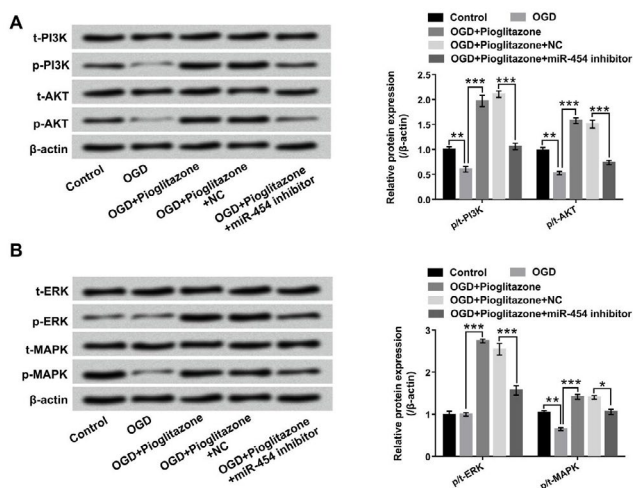 A
t-PI3K
p-PI3K
t-AKT
p-AKT
β-actin
Control
OGD
OGD+Pioglitazone
OGD+Pioglitazone
+NC
OGD+Pioglitazone
+miR-454 inhibitor
Control OGD
OGD+Pioglitazone
OGD+Pioglitazone+NC
OGD+Pioglitazone+miR-454 inhibitor
Relative protein expression
(/β-actin)
2.5
2.0
1.5
1.0
0.5
0.0
** *** ***
** *** ***
p/t-PI3K
p/t-AKT
B
t-ERK
p-ERK
t-MAPK
p-MAPK
β-actin
Control
OGD
OGD+Pioglitazone
OGD+Pioglitazone
+NC
OGD+Pioglitazone
+miR-454 inhibitor
Control OGD
OGD+Pioglitazone
OGD+Pioglitazone+NC
OGD+Pioglitazone+miR-454 inhibitor
Relative protein expression
(/β-actin)
3
2
1
0
*** ***
** *** *
p/t-ERK
p/t-MAPK